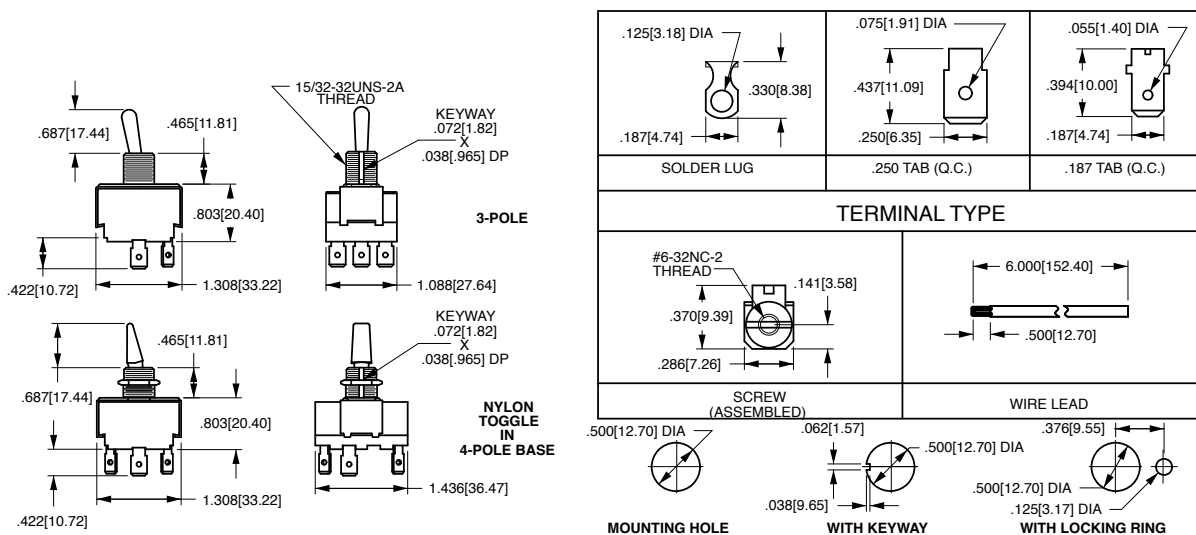 15/32-32UNS-2A
THREAD
.687[17.44]
.465[11.81]
KEYWAY
.072[1.82]
X
.038[.965] DP
.803[20.40]
3-POLE
.422[10.72]
1.308[33.22]
1.088[27.64]
.465[11.81]
KEYWAY
.072[1.82]
X
.038[.965] DP
.687[17.44]
.803[20.40]
NYLON
TOGGLE
IN
4-POLE BASE
.422[10.72]
1.308[33.22]
1.436[36.47]
.125[3.18] DIA
.330[8.38]
.187[4.74]
SOLDER LUG
.075[1.91] DIA
.437[11.09]
.250[6.35]
.250 TAB (Q.C.)
.055[1.40] DIA
.394[10.00]
.187[4.74]
.187 TAB (Q.C.)
TERMINAL TYPE
#6-32NC-2
THREAD
.141[3.58]
.370[9.39]
.286[7.26]
SCREW
(ASSEMBLED)
6.000[152.40]
.500[12.70]
WIRE LEAD
.500[12.70] DIA
MOUNTING HOLE
.062[1.57]
.500[12.70] DIA
.038[9.65]
WITH KEYWAY
.376[9.55]
.500[12.70] DIA
.125[3.17] DIA
WITH LOCKING RING